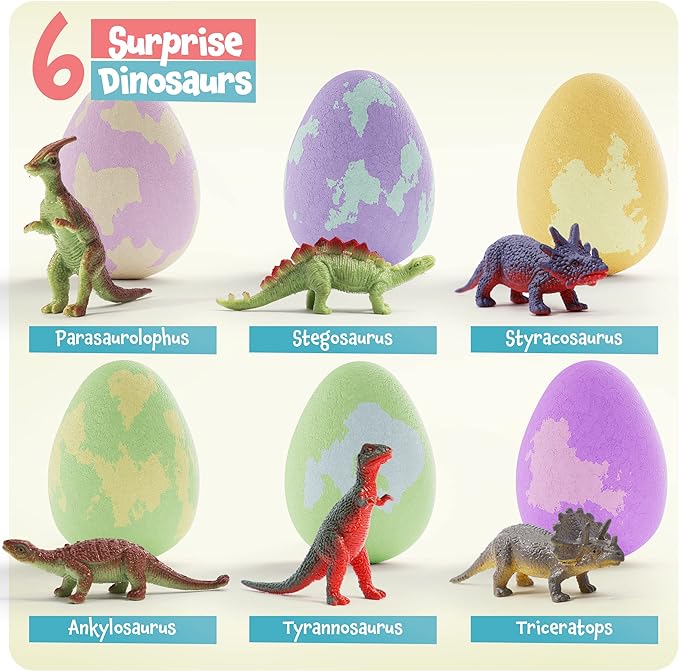 6 Surprise
Dinosaurs
Parasaurolophus
Stegosaurus
Styracosaurus
Ankylosaurus
Tyrannosaurus
Triceratops